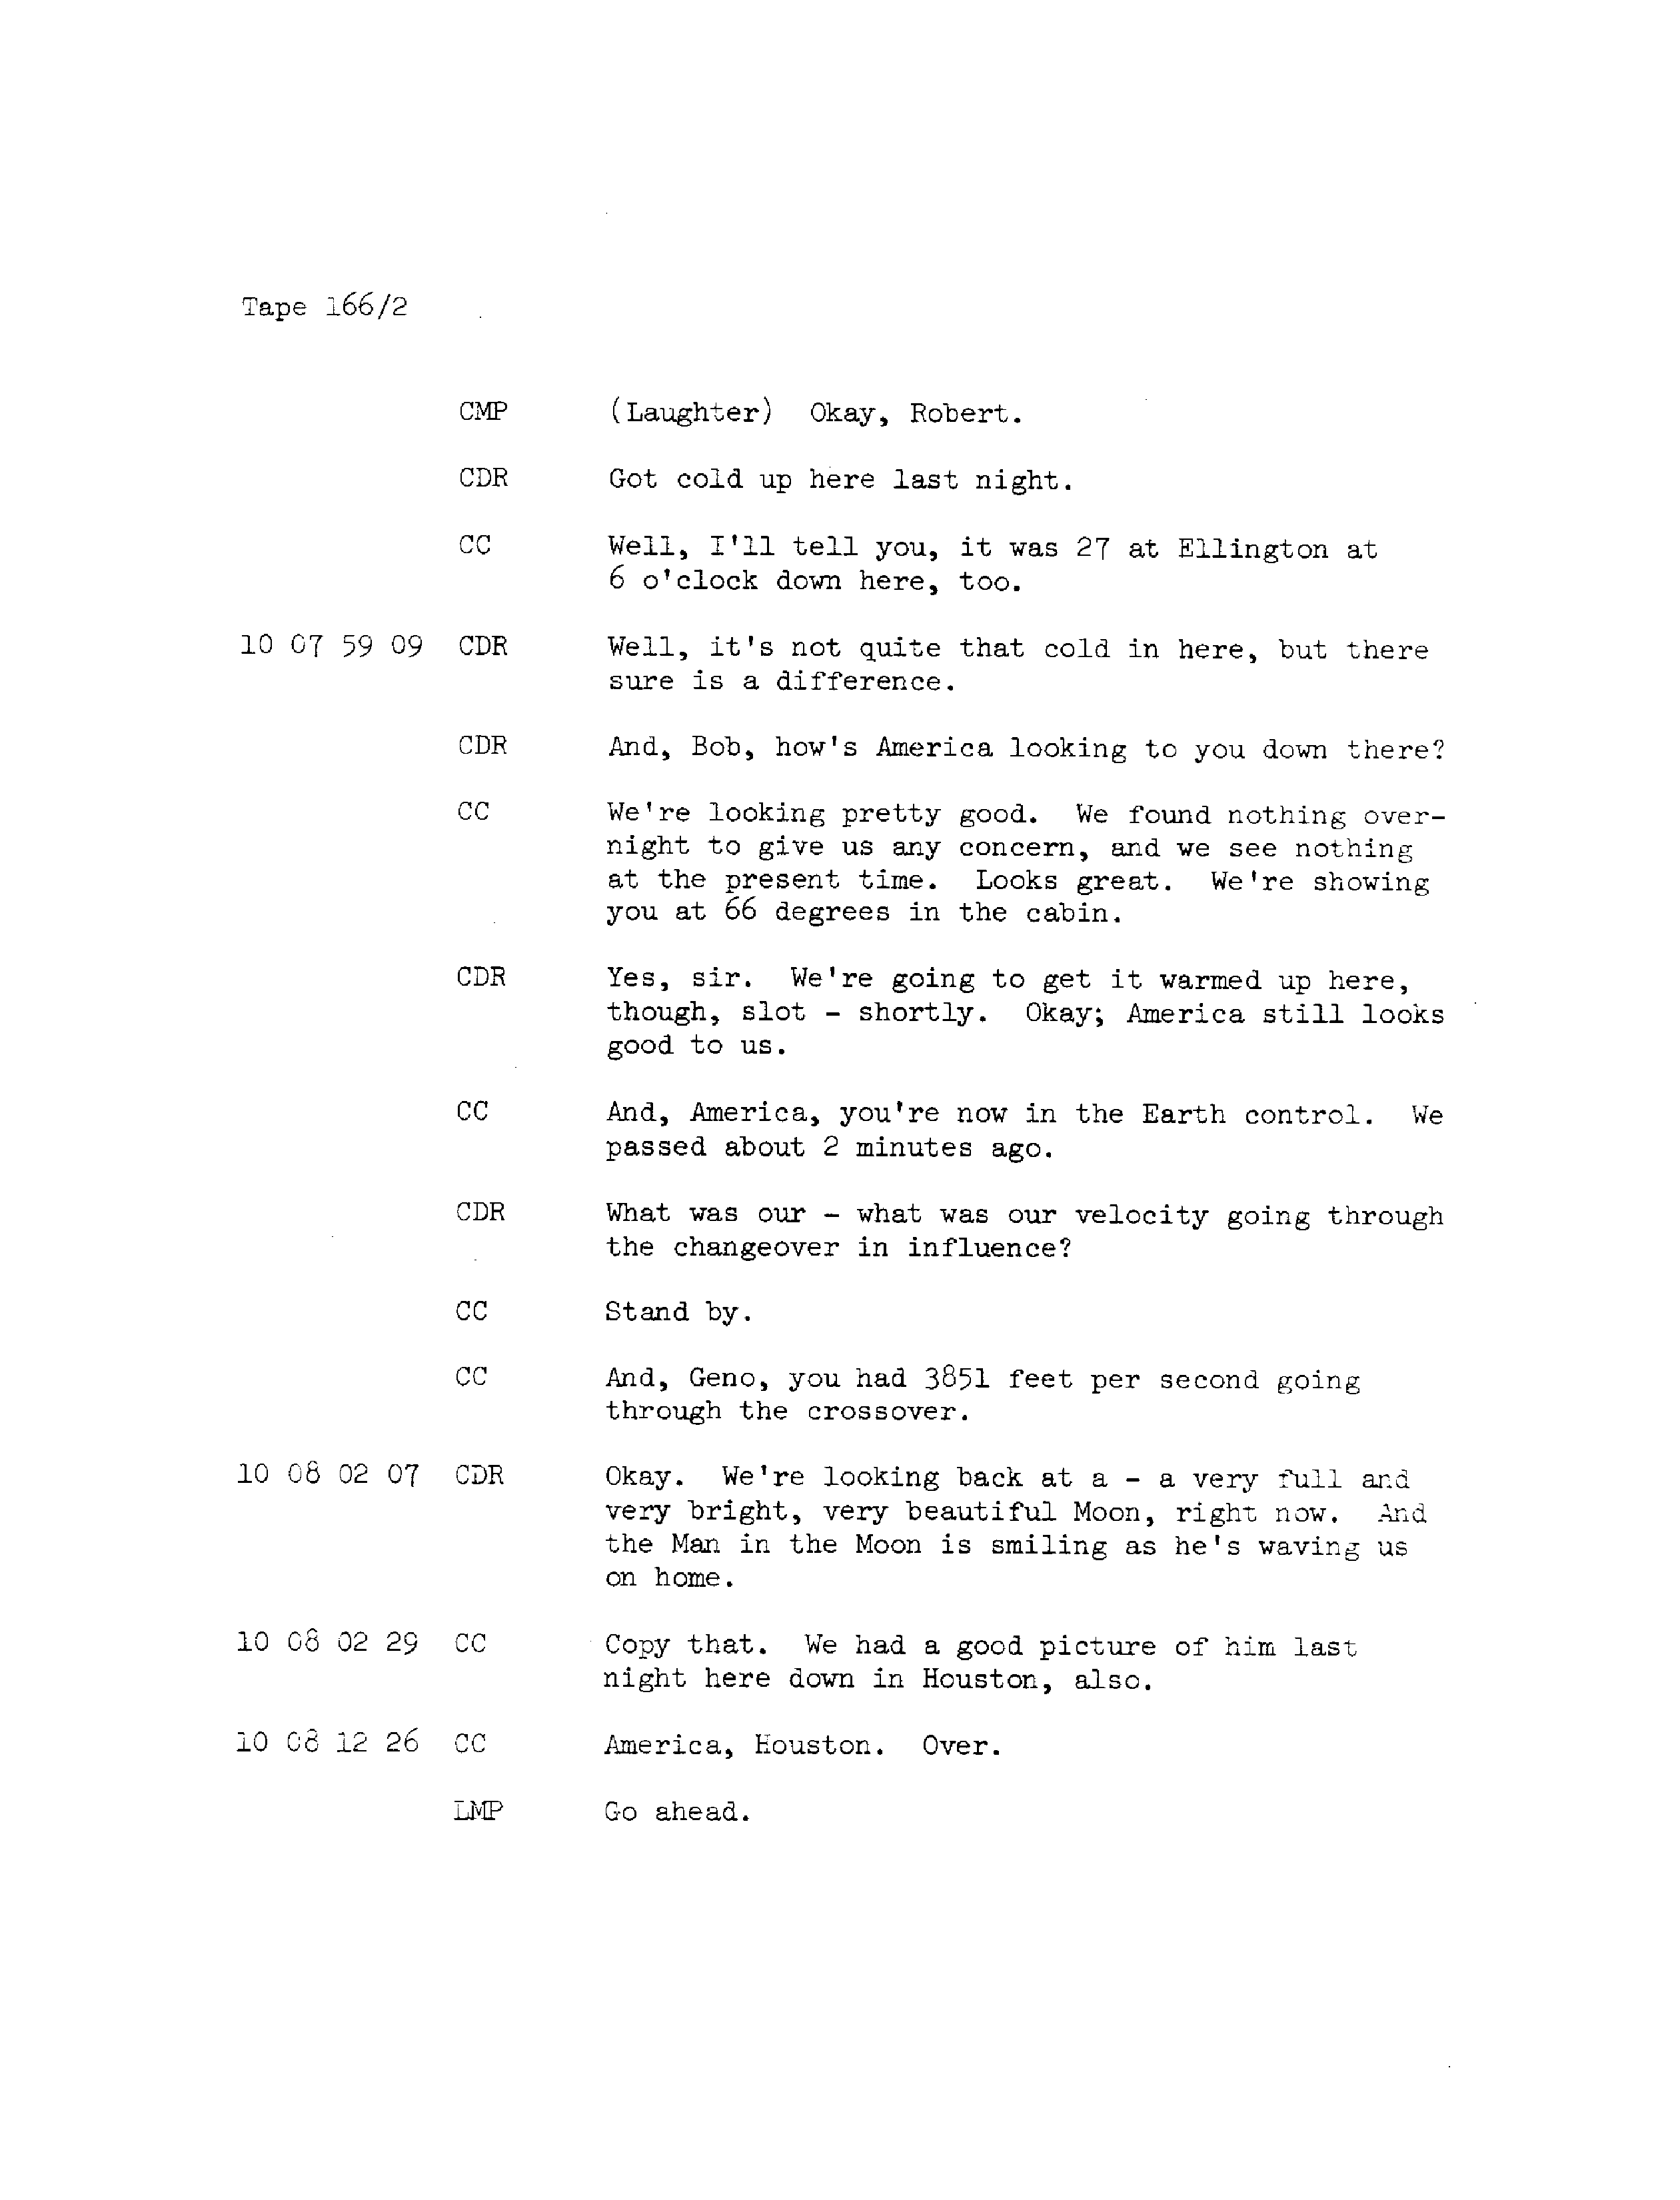 Tape 166/2
CMP (Laughter) Okay, Robert.
CDR Got cold up here last night.
CC Well, I'll tell you, it was 27 at Ellington at
6 o'clock down here, too.
10 07 59 09 CDR Well, it's not quite that cold in here, but there
sure is a difference.
CDR And, Bob, how's America looking to you down there?
CC We're looking pretty good. We found nothing over-
night to give us any concern, and we see nothing
at the present time. Looks great. We're showing
you at 66 degrees in the cabin.
CDR Yes, sir. We're going to get it warmed up here,
though, slot - shortly. Okay; America still looks
good to us.
CC And, America, you're now in the Earth control. We
passed about 2 minutes ago.
CDR What was our - what was our velocity going through
the changeover in influence?
CC Stand by.
CC And, Geno, you had 3851 feet per second going
through the crossover.
10 08 02 07 CDR Okay. We're looking back at a - a very full and
very bright, very beautiful Moon, right now. And
the Man in the Moon is smiling as he's waving us
on home.
10 08 02 29 CC Copy that. We had a good picture of him last
night here down in Houston, also.
10 08 12 26 CC America, Houston. Over.
LMP Go ahead.